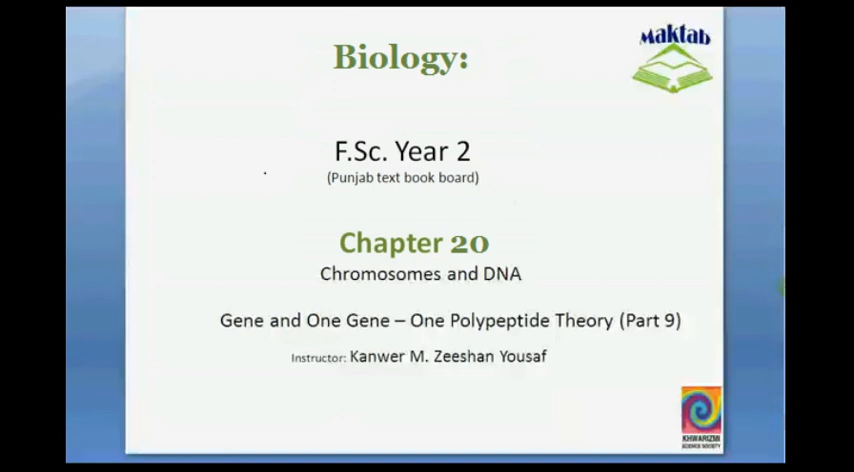 Maktab
Biology:
F.Sc. Year 2
(Punjab text book board)
Chapter 20
Chromosomes and DNA
Gene and One Gene – One Polypeptide Theory (Part 9)
Instructor: Kanwer M. Zeeshan Yousaf
KHWARIZMI
SCIENCE SOCIETY